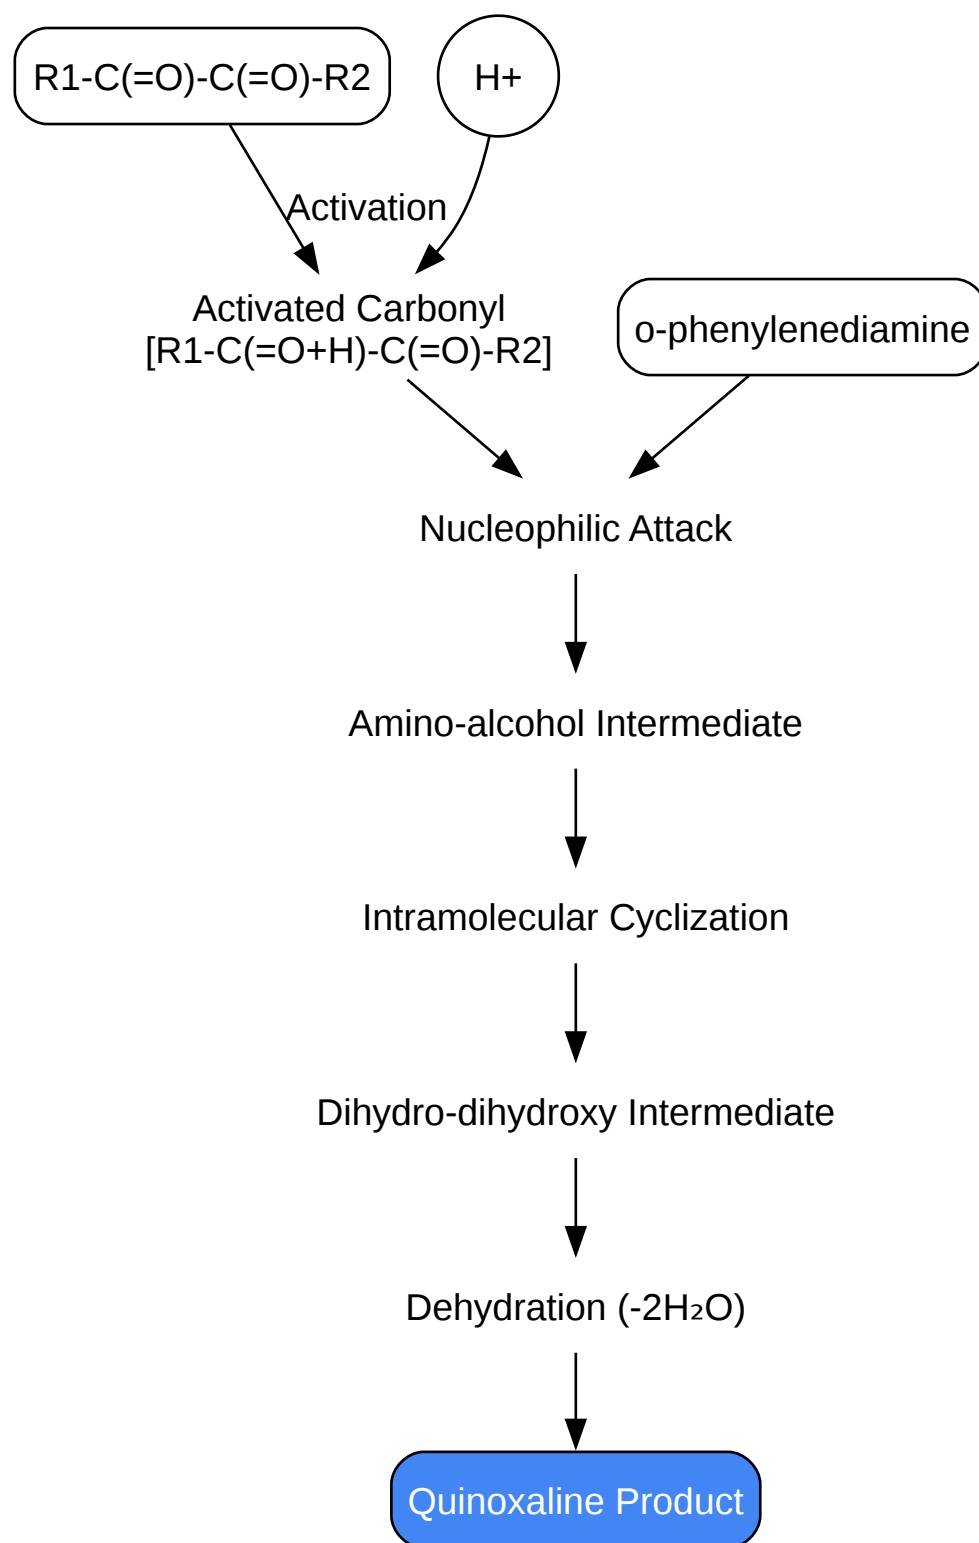 R1-C(=O)-C(=O)-R2
H+
Activation
Activated Carbonyl
[R1-C(=O+H)-C(=O)-R2]
o-phenylenediamine
Nucleophilic Attack
Amino-alcohol Intermediate
Intramolecular Cyclization
Dihydro-dihydroxy Intermediate
Dehydration (-2H₂O)
Quinoxaline Product